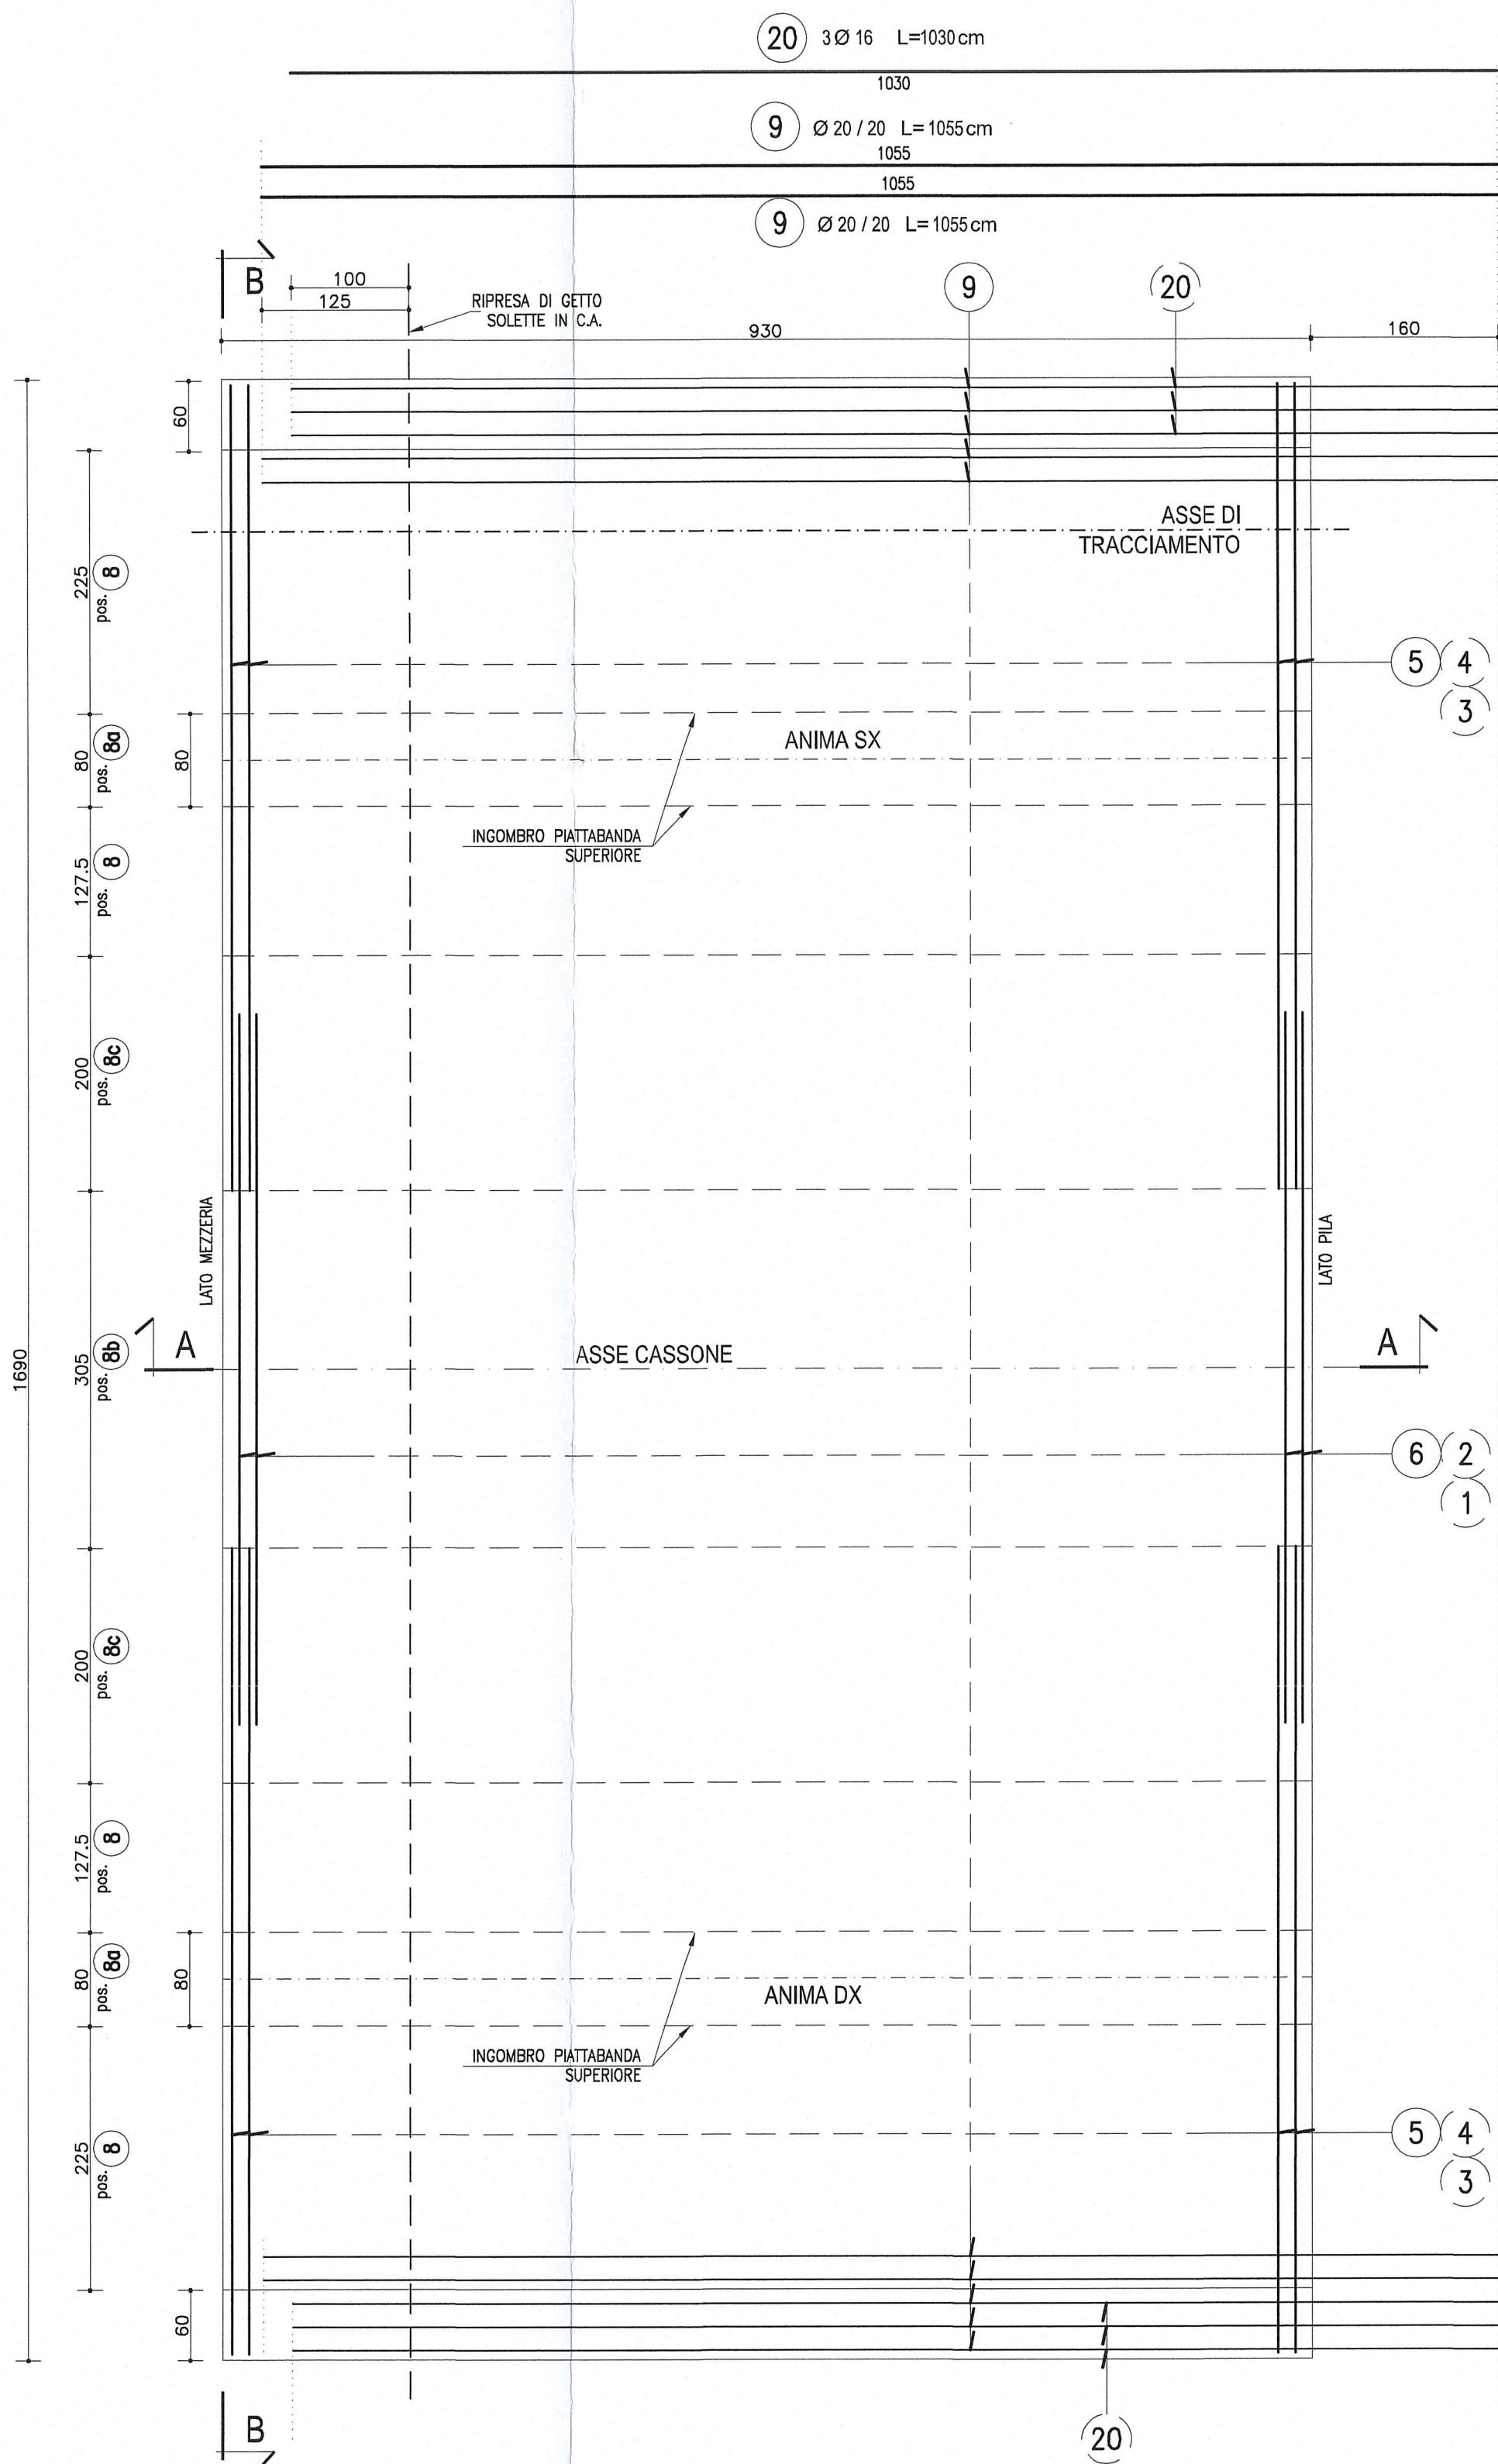 20 3Ø 16 L=1030cm
1030
9 Ø 20 / 20 L=1055cm
1055
1055
9 Ø 20 / 20 L=1055cm
B
100
125
RIPRESA DI GETTO
SOLETTE IN C.A.
9
20
930
160
60
ASSE DI
TRACCIAMENTO
225
pos. 8
5 4
3
80
pos. 8a
80
ANIMA SX
INGOMBRO PIATTABANDA
SUPERIORE
127.5
pos. 8
200
pos. 8c
LATO MEZZERIA
LATO PILA
1690
305
pos. 8b
A
ASSE CASSONE
A
6 2
1
200
pos. 8c
127.5
pos. 8
80
pos. 8a
80
ANIMA DX
INGOMBRO PIATTABANDA
SUPERIORE
225
pos. 8
5 4
3
60
B
20